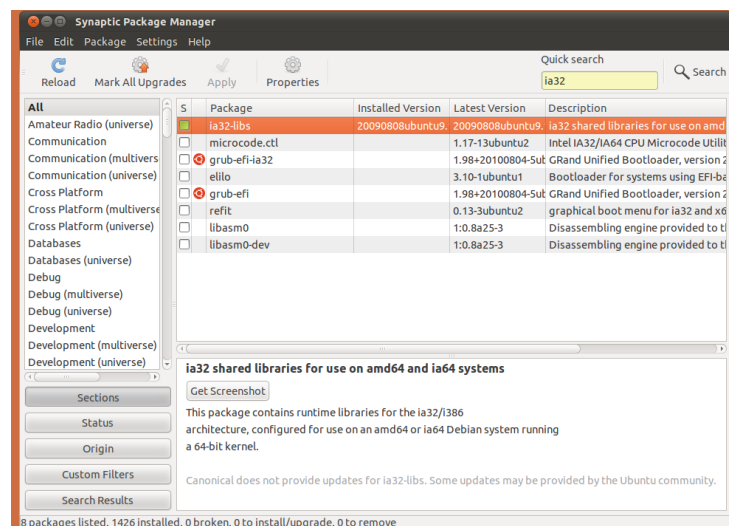 Synaptic Package Manager
File Edit Package Settings Help
Reload Mark All Upgrades Apply Properties
Quick search
ia32
Search
All
Amateur Radio (universe)
Communication
Communication (multivers
Communication (universe)
Cross Platform
Cross Platform (multiverse
Cross Platform (universe)
Databases
Databases (universe)
Debug
Debug (multiverse)
Debug (universe)
Development
Development (multiverse)
Development (universe)
Sections
Status
Origin
Custom Filters
Search Results
S Package Installed Version Latest Version Description
ia32-libs 20090808ubuntu9. 20090808ubuntu9. ia32 shared libraries for use on amd
microcode.ctl 1.17-13ubuntu2 Intel IA32/IA64 CPU Microcode Utilit
grub-efi-ia32 1.98+20100804-5ub GRand Unified Bootloader, version 2
elilo 3.10-1ubuntu1 Bootloader for systems using EFI-ba
grub-efi 1.98+20100804-5ub GRand Unified Bootloader, version 2
refit 0.13-3ubuntu2 graphical boot menu for ia32 and x6
libasm0 1:0.8a25-3 Disassembling engine provided to tl
libasm0-dev 1:0.8a25-3 Disassembling engine provided to tl
ia32 shared libraries for use on amd64 and ia64 systems
Get Screenshot
This package contains runtime libraries for the ia32/i386
architecture, configured for use on an amd64 or ia64 Debian system running
a 64-bit kernel.
Canonical does not provide updates for ia32-libs. Some updates may be provided by the Ubuntu community.
8 packages listed, 1426 installed, 0 broken. 0 to install/upgrade, 0 to remove